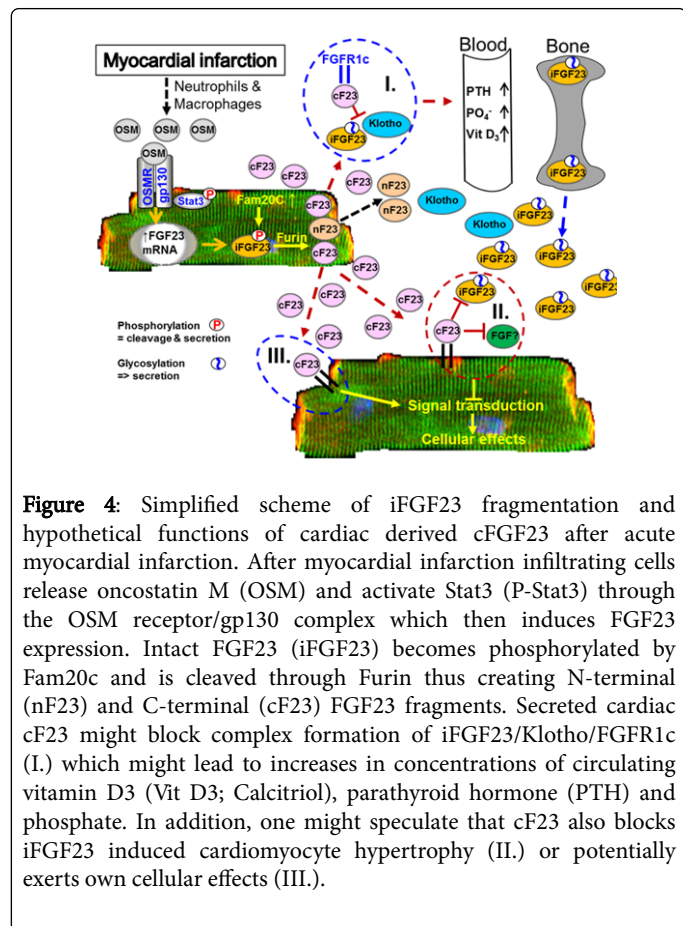 Myocardial infarction
Neutrophils &
Macrophages
OSM
OSM
OSM
OSM
OSMR
gp130
Stat3
P
↑FGF23
mRNA
Fam20C ↑
P
iFGF23
Furin
cF23
nF23
cF23
cF23
cF23
cF23
nF23
nF23
FGFR1c
cF23
I.
iFGF23
Klotho
Blood
PTH ↑
PO₄⁻ ↑
Vit D₃ ↑
Bone
iFGF23
iFGF23
Klotho
Klotho
iFGF23
iFGF23
iFGF23
iFGF23
iFGF23
cF23
cF23
cF23
cF23
cF23
cF23
cF23
iFGF23
II.
cF23
FGF?
III.
cF23
Signal transduction
Cellular effects
Phosphorylation P
= cleavage & secretion
Glycosylation
=> secretion
Figure 4: Simplified scheme of iFGF23 fragmentation and
hypothetical functions of cardiac derived cFGF23 after acute
myocardial infarction. After myocardial infarction infiltrating cells
release oncostatin M (OSM) and activate Stat3 (P-Stat3) through
the OSM receptor/gp130 complex which then induces FGF23
expression. Intact FGF23 (iFGF23) becomes phosphorylated by
Fam20c and is cleaved through Furin thus creating N-terminal
(nF23) and C-terminal (cF23) FGF23 fragments. Secreted cardiac
cF23 might block complex formation of iFGF23/Klotho/FGFR1c
(I.) which might lead to increases in concentrations of circulating
vitamin D3 (Vit D3; Calcitriol), parathyroid hormone (PTH) and
phosphate. In addition, one might speculate that cF23 also blocks
iFGF23 induced cardiomyocyte hypertrophy (II.) or potentially
exerts own cellular effects (III.).